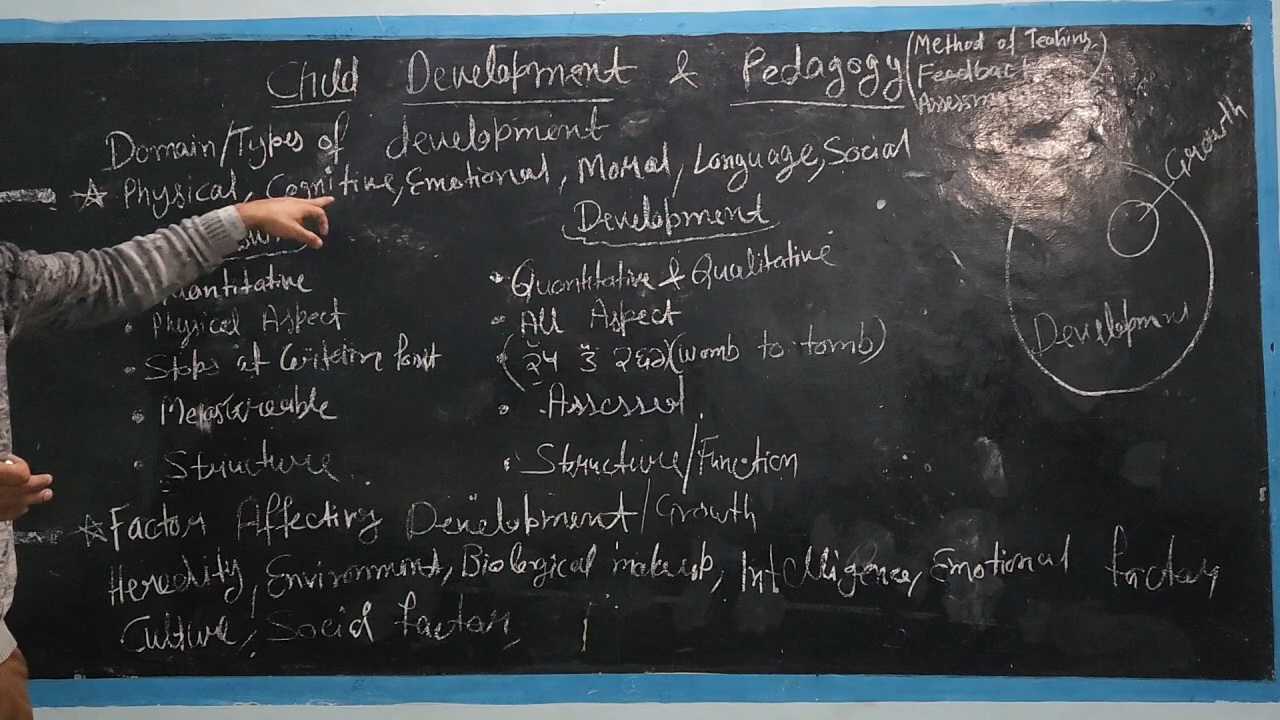 Child Development & Pedagogy (Method of Teaching
Feedback)
Domain/Types of development
☆ Physical, Cognitive, Emotional, Moral, Language, Social
Development
Growth
Quantitative
• Quantitative & Qualitative
• Physical Aspect
• All Aspect
• Stops at Certain Point
(womb to tomb)
• Measureable
• Assessed
• Structure
• Structure/Function
Development
☆ Factors Affecting Development/Growth
Heredity, Environment, Biological makeup, Intelligence, Emotional factors
Culture, Social factors